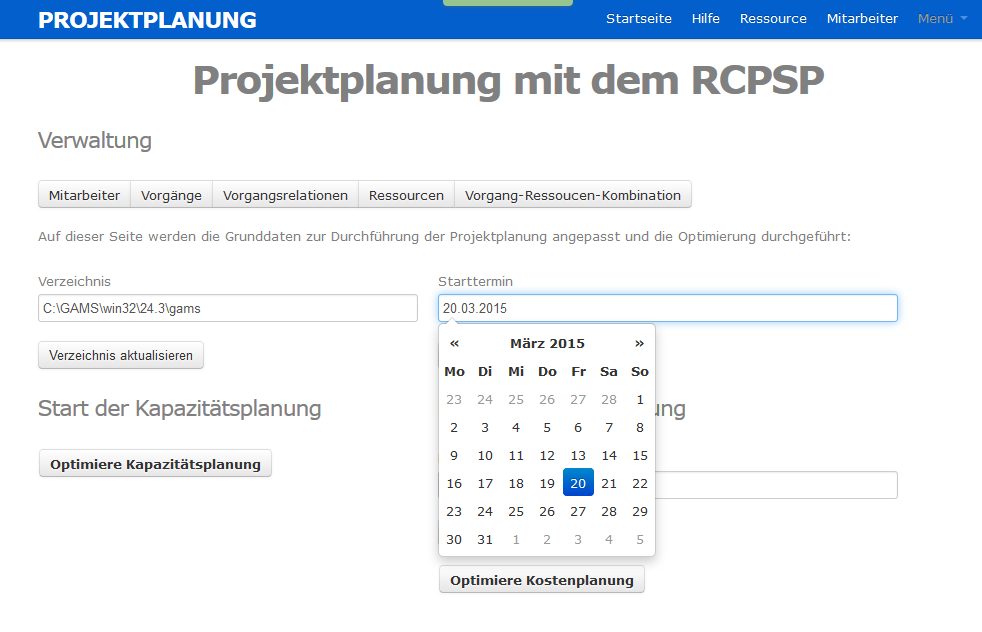 PROJEKTPLANUNG Startseite Hilfe Ressource Mitarbeiter Menü
Projektplanung mit dem RCPSP
Verwaltung
Mitarbeiter Vorgänge Vorgangsrelationen Ressourcen Vorgang-Ressoucen-Kombination
Auf dieser Seite werden die Grunddaten zur Durchführung der Projektplanung angepasst und die Optimierung durchgeführt:
Verzeichnis Starttermin
C:\GAMS\win32\24.3\gams 20.03.2015
Verzeichnis aktualisieren
« März 2015 »
Mo Di Mi Do Fr Sa So
23 24 25 26 27 28 1
2 3 4 5 6 7 8
9 10 11 12 13 14 15
16 17 18 19 20 21 22
23 24 25 26 27 28 29
30 31 1 2 3 4 5
Start der Kapazitätsplanung
Optimiere Kapazitätsplanung
Optimiere Kostenplanung